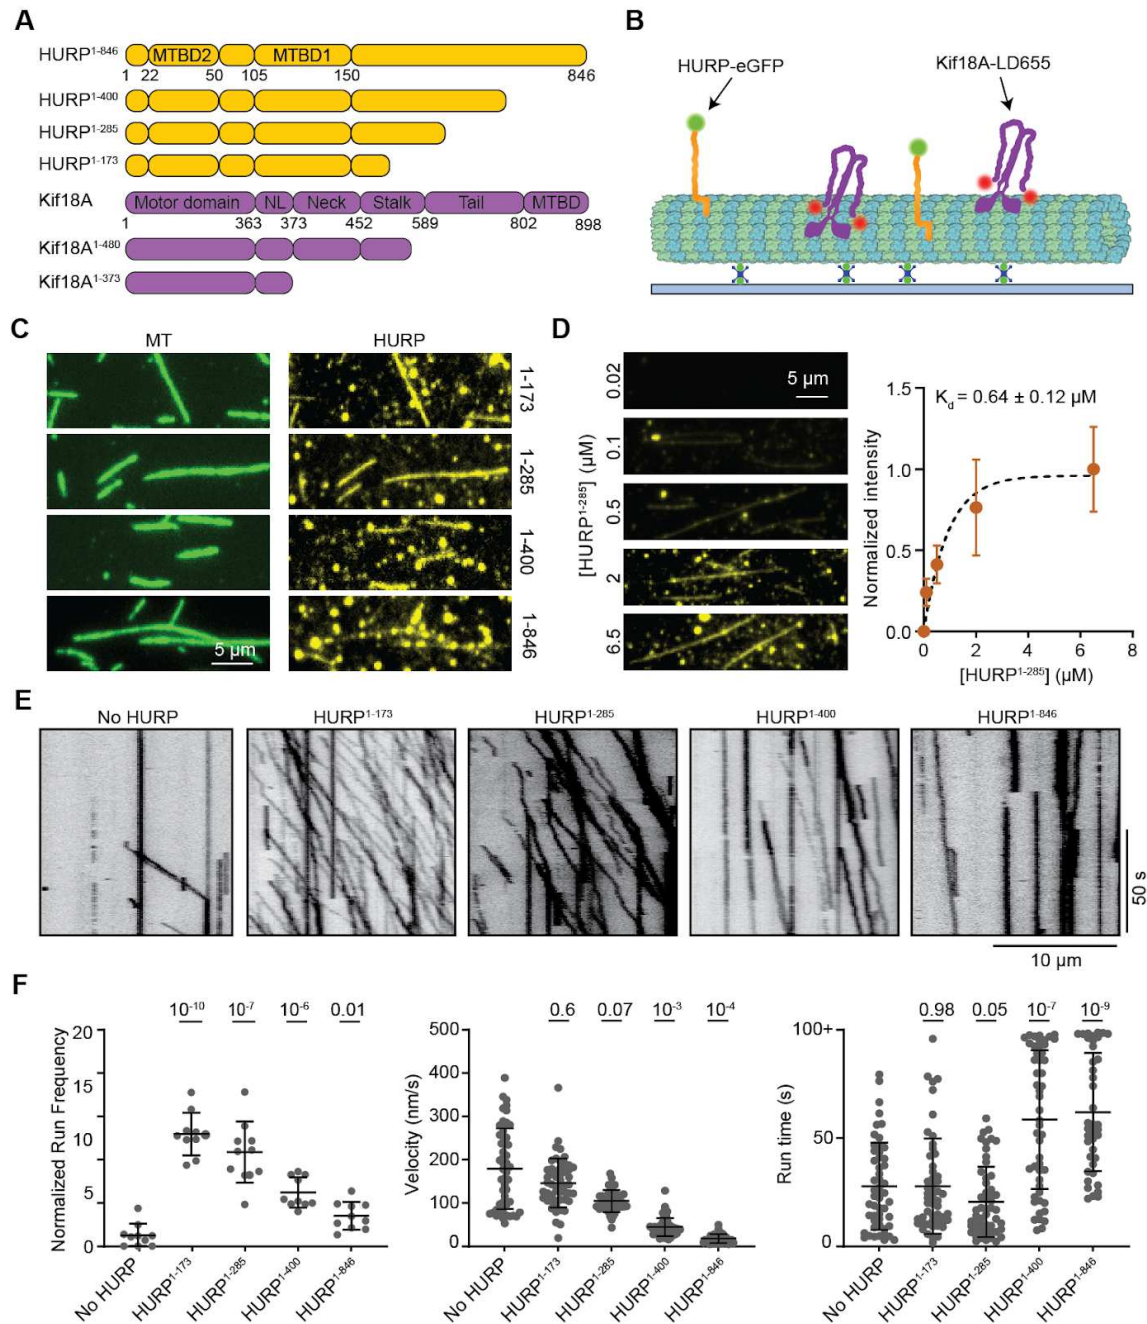 A
HURP1-846
MTBD2 MTBD1
1 22 50 105 150 846
HURP1-400
HURP1-285
HURP1-173
Kif18A
Motor domain NL Neck Stalk Tail MTBD
1 363 373 452 569 802 898
Kif18A1-480
Kif18A1-373
B
HURP-eGFP
Kif18A-LD655
C
MT HURP
1-173
1-285
1-400
1-846
5 µm
D
[HURP1-285] (µM)
0.02
0.1
0.5
2
6.5
5 µm
Kd = 0.64 ± 0.12 µM
Normalized intensity
1.5
1.0
0.5
0.0
0 2 4 6 8
[HURP1-285] (µM)
E
No HURP HURP1-173 HURP1-285 HURP1-400 HURP1-846
50 s
10 µm
F
10-10 10-7 10-6 0.01
Normalized Run Frequency
20
15
10
5
0
No HURP HURP1-173 HURP1-285 HURP1-400 HURP1-846
0.6 0.07 10-3 10-4
Velocity (nm/s)
500
400
300
200
100
0
No HURP HURP1-173 HURP1-285 HURP1-400 HURP1-846
0.98 0.05 10-7 10-9
Run time (s)
100+
50
0
No HURP HURP1-173 HURP1-285 HURP1-400 HURP1-846